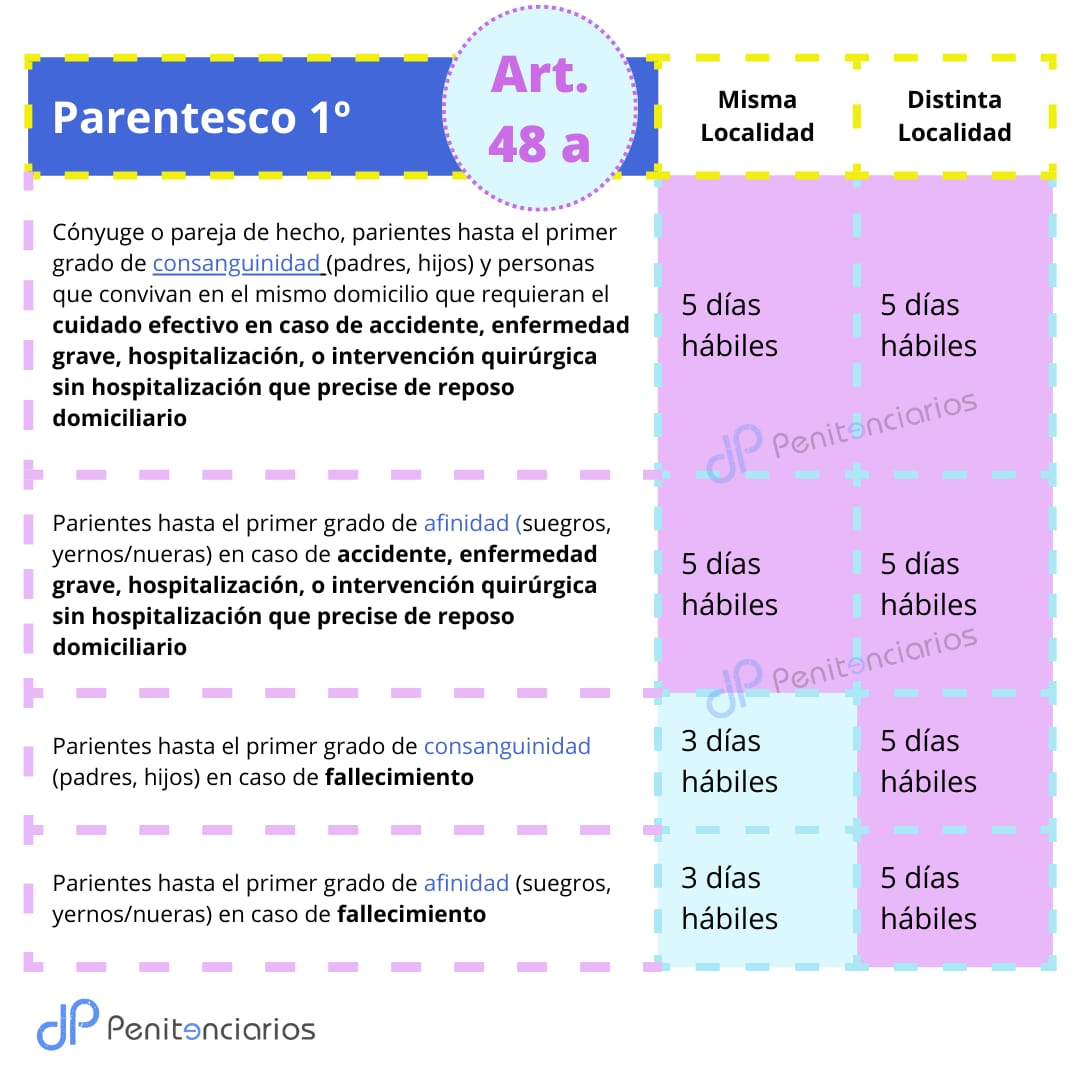 Parentesco 1º
Art.
48 a
Misma
Localidad
Distinta
Localidad
Cónyuge o pareja de hecho, parientes hasta el primer
grado de consanguinidad (padres, hijos) y personas
que convivan en el mismo domicilio que requieran el
cuidado efectivo en caso de accidente, enfermedad
grave, hospitalización, o intervención quirúrgica
sin hospitalización que precise de reposo
domiciliario
5 días
hábiles
5 días
hábiles
dP Penitenciarios
Parientes hasta el primer grado de afinidad (suegros,
yernos/nueras) en caso de accidente, enfermedad
grave, hospitalización, o intervención quirúrgica
sin hospitalización que precise de reposo
domiciliario
5 días
hábiles
5 días
hábiles
dP Penitenciarios
Parientes hasta el primer grado de consanguinidad
(padres, hijos) en caso de fallecimiento
3 días
hábiles
5 días
hábiles
Parientes hasta el primer grado de afinidad (suegros,
yernos/nueras) en caso de fallecimiento
3 días
hábiles
5 días
hábiles
dP Penitenciarios